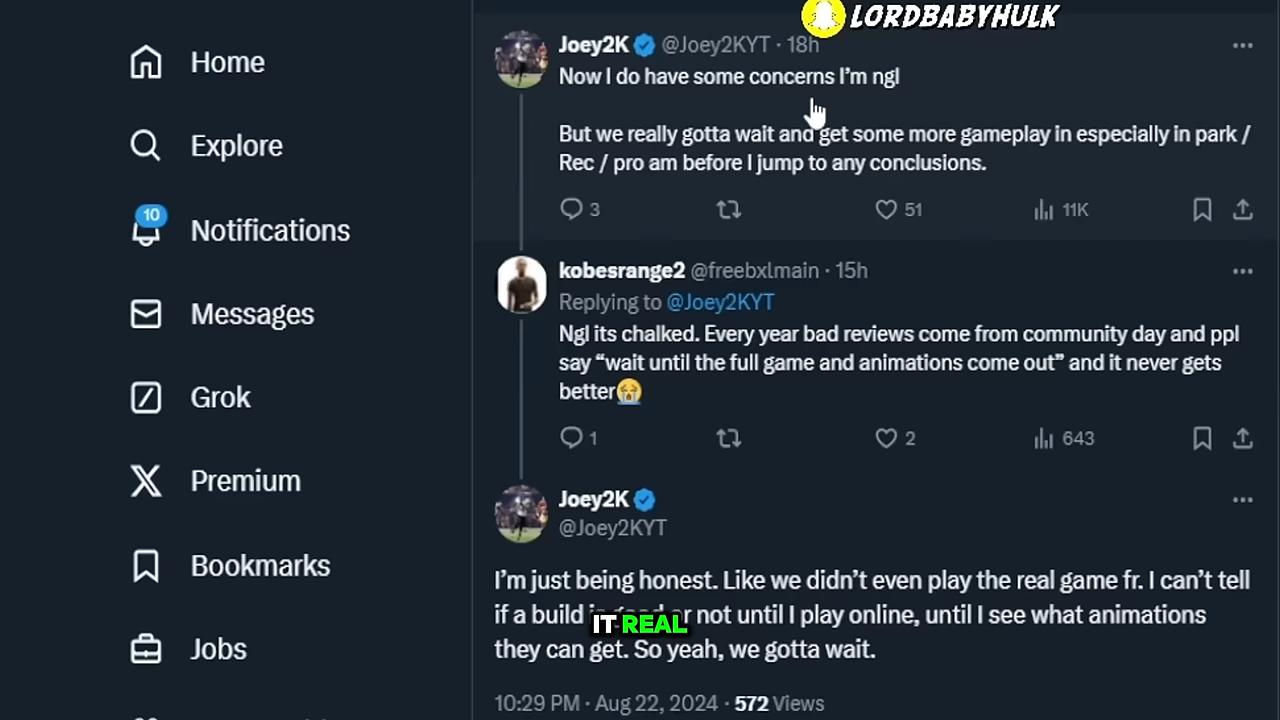 LORDBABYHULK
Home
Explore
10
Notifications
Messages
Grok
Premium
Bookmarks
Jobs
Joey2K @Joey2KYT · 18h
Now I do have some concerns I’m ngl
But we really gotta wait and get some more gameplay in especially in park /
Rec / pro am before I jump to any conclusions.
3 51 11K
kobesrange2 @freebxlmain · 15h
Replying to @Joey2KYT
Ngl its chalked. Every year bad reviews come from community day and ppl
say “wait until the full game and animations come out” and it never gets
better😭
1 2 643
Joey2K
@Joey2KYT
I’m just being honest. Like we didn’t even play the real game fr. I can’t tell
if a build is good or not until I play online, until I see what animations
IT REAL
they can get. So yeah, we gotta wait.
10:29 PM · Aug 22, 2024 · 572 Views